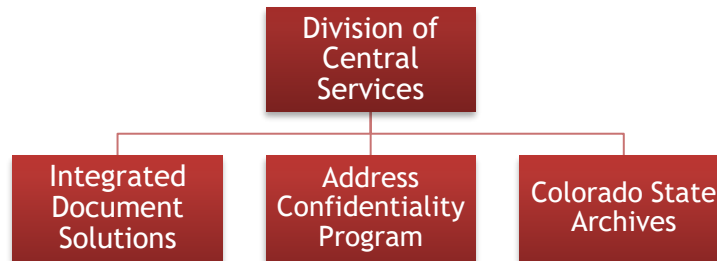 Division of
Central
Services
Integrated
Document
Solutions
Address
Confidentiality
Program
Colorado State
Archives